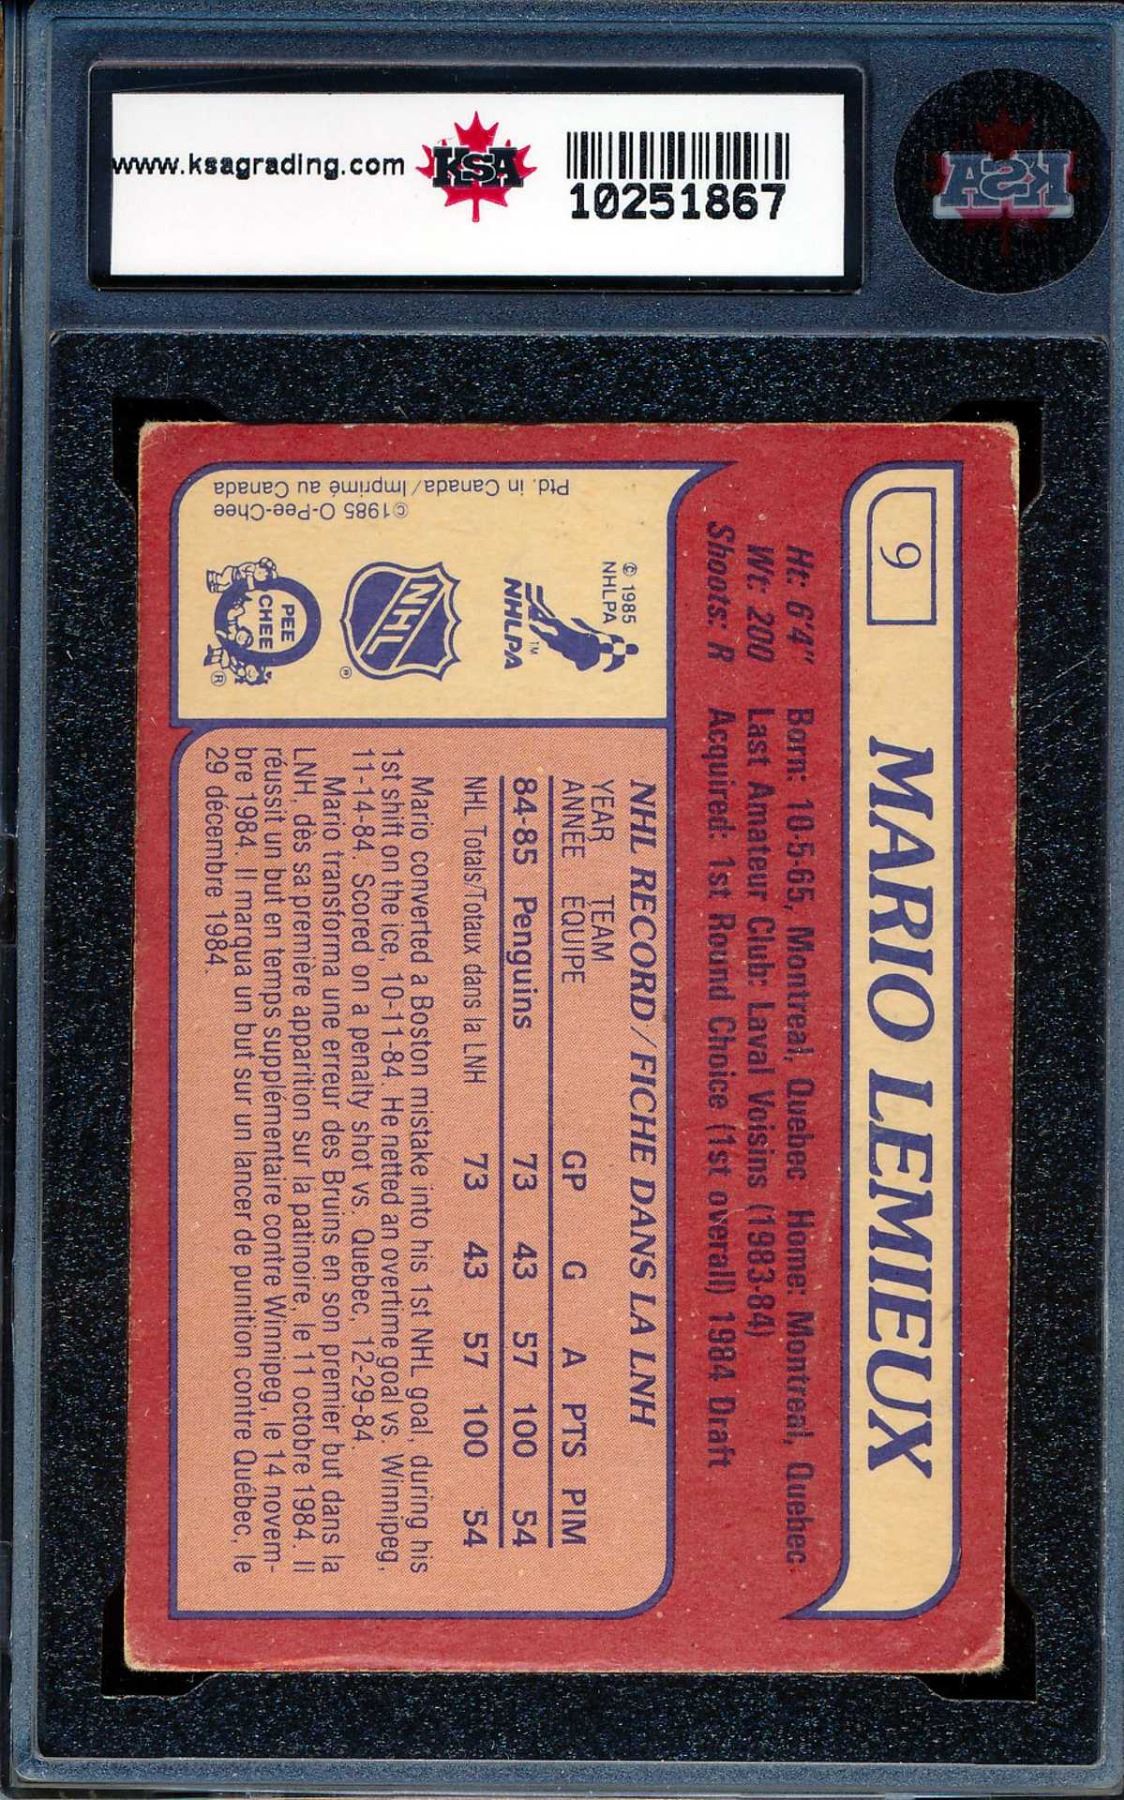 www.ksagrading.com
KSA
10251867
KSA
9
MARIO LEMIEUX
Ht: 6'4" Born: 10-5-65, Montreal, Quebec Home: Montreal, Quebec
Wt: 200 Last Amateur Club: Laval Voisins (1983-84)
Shoots: R Acquired: 1st Round Choice (1st overall) 1984 Draft
© 1985
NHLPA
NHLPA TM
NHL ®
O PEE CHEE ®
©1985 O-Pee-Chee
Ptd. in Canada/Imprimé au Canada
NHL RECORD/FICHE DANS LA LNH
YEAR TEAM
ANNEE EQUIPE GP G A PTS PIM
84-85 Penguins 73 43 57 100 54
NHL Totals/Totaux dans la LNH 73 43 57 100 54
Mario converted a Boston mistake into his 1st NHL goal, during his
1st shift on the ice, 10-11-84. He netted an overtime goal vs. Winnipeg,
11-14-84. Scored on a penalty shot vs. Quebec, 12-29-84.
Mario transforma une erreur des Bruins en son premier but dans la
LNH, dès sa première apparition sur la patinoire, le 11 octobre 1984. Il
réussit un but en temps supplémentaire contre Winnipeg, le 14 novem-
bre 1984. Il marqua un but sur un lancer de punition contre Québec, le
29 décembre 1984.